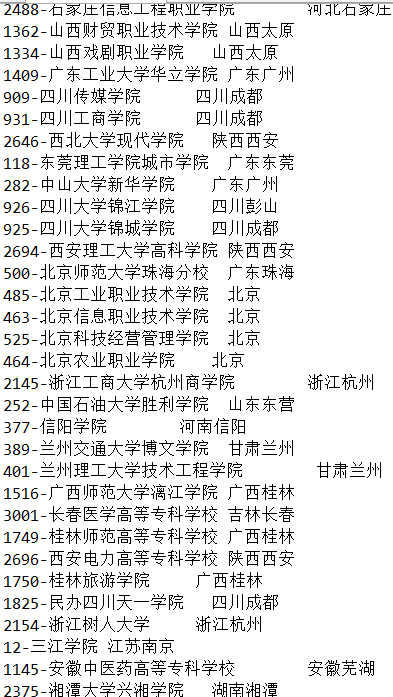 2488-石家庄信息工程职业学院 河北石家庄
1362-山西财贸职业技术学院 山西太原
1334-山西戏剧职业学院 山西太原
1409-广东工业大学华立学院 广东广州
909-四川传媒学院 四川成都
931-四川工商学院 四川成都
2646-西北大学现代学院 陕西西安
118-东莞理工学院城市学院 广东东莞
282-中山大学新华学院 广东广州
926-四川大学锦江学院 四川彭山
925-四川大学锦城学院 四川成都
2694-西安理工大学高科学院 陕西西安
500-北京师范大学珠海分校 广东珠海
485-北京工业职业技术学院 北京
463-北京信息职业技术学院 北京
525-北京科技经营管理学院 北京
464-北京农业职业学院 北京
2145-浙江工商大学杭州商学院 浙江杭州
252-中国石油大学胜利学院 山东东营
377-信阳学院 河南信阳
389-兰州交通大学博文学院 甘肃兰州
401-兰州理工大学技术工程学院 甘肃兰州
1516-广西师范大学漓江学院 广西桂林
3001-长春医学高等专科学校 吉林长春
1749-桂林师范高等专科学校 广西桂林
2696-西安电力高等专科学校 陕西西安
1750-桂林旅游学院 广西桂林
1825-民办四川天一学院 四川成都
2154-浙江树人大学 浙江杭州
12-三江学院 江苏南京
1145-安徽中医药高等专科学校 安徽芜湖
2375-湘潭大学兴湘学院 湖南湘潭